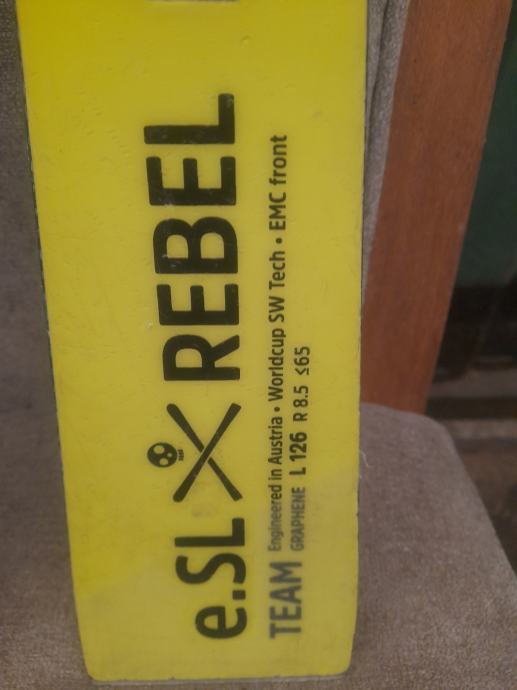 e.SL REBEL
TEAM Engineered in Austria • Worldcup SW Tech • EMC front
GRAPHENE L 126 R 8.5 ≤65